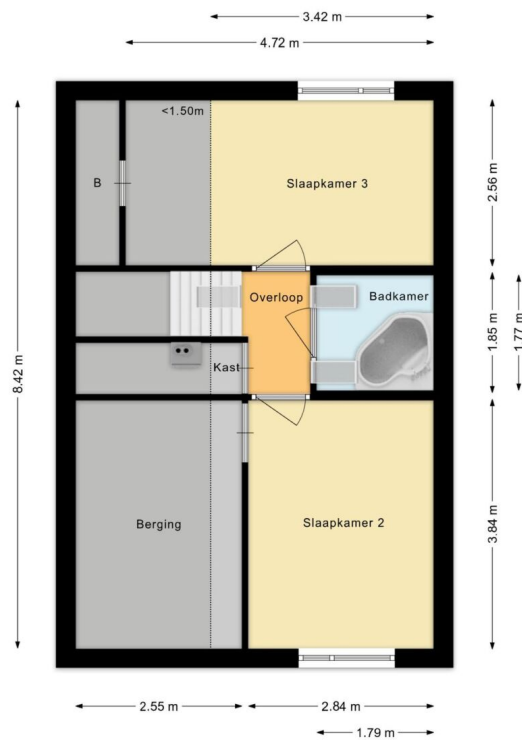 3.42 m
4.72 m
<1.50m
B
Slaapkamer 3
2.56 m
Overloop
Badkamer
1.85 m
1.77 m
8.42 m
Kast
Berging
Slaapkamer 2
3.84 m
2.55 m
2.84 m
1.79 m